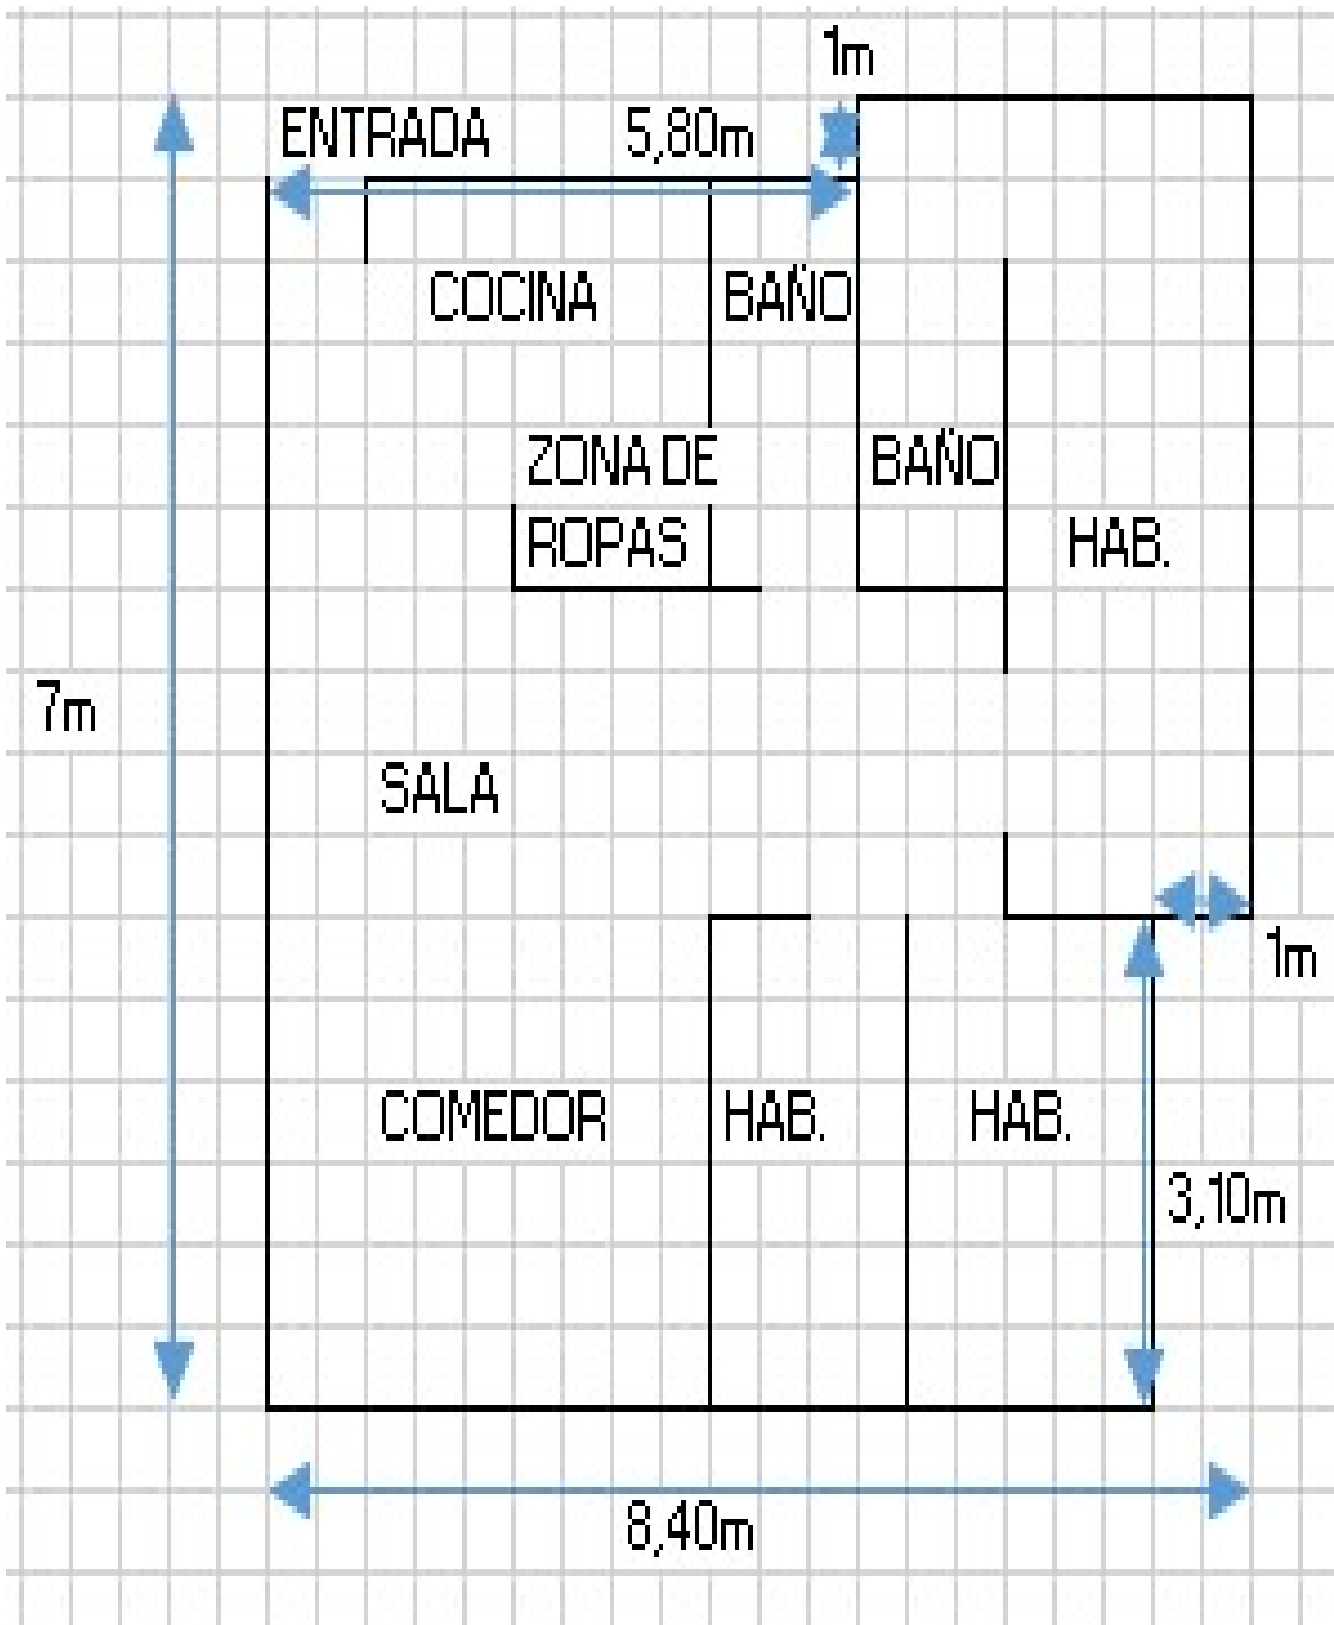 1m
ENTRADA
5,80m
COCINA
BAÑO
ZONA DE
ROPAS
BAÑO
HAB.
7m
SALA
1m
COMEDOR
HAB.
HAB.
3,10m
8,40m